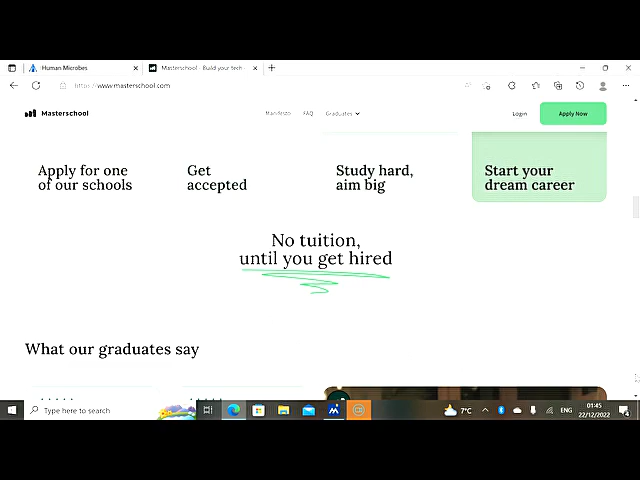 Human Microbes
Masterschool - Build your tech
https://www.masterschool.com
Masterschool
Manifesto
FAQ
Graduates
Login
Apply Now
Apply for one
of our schools
Get
accepted
Study hard,
aim big
Start your
dream career
No tuition,
until you get hired
What our graduates say
Type here to search
7°C
ENG
01:45
22/12/2022